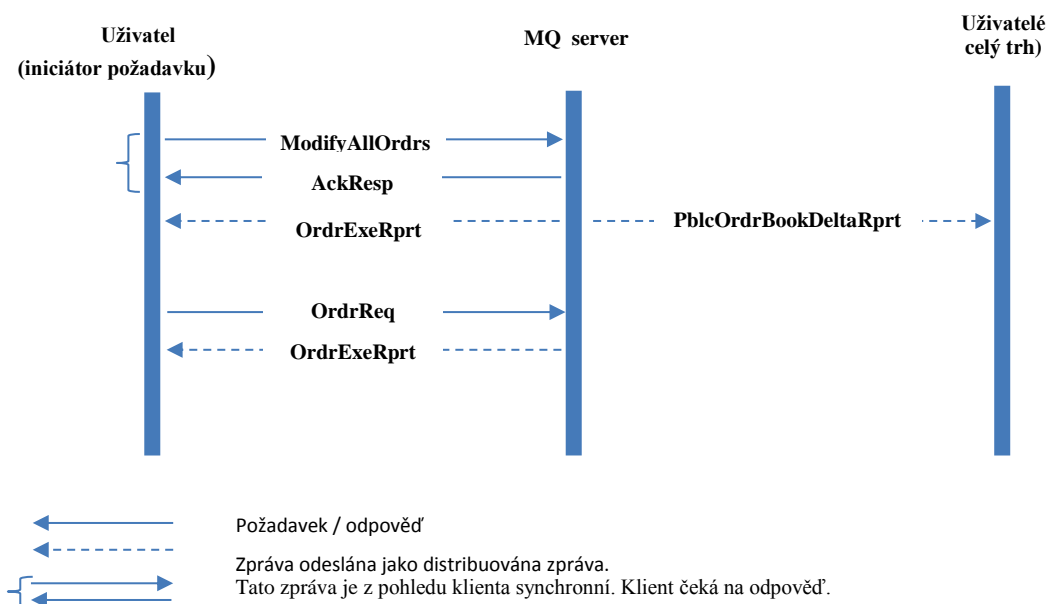 Uživatel
(iniciátor požadavku)
MQ server
Uživatelé
celý trh)
ModifyAllOrdrs
AckResp
OrdrExeRprt
PblcOrdrBookDeltaRprt
OrdrReq
OrdrExeRprt
Požadavek / odpověď
Zpráva odeslána jako distribuována zpráva.
Tato zpráva je z pohledu klienta synchronní. Klient čeká na odpověď.